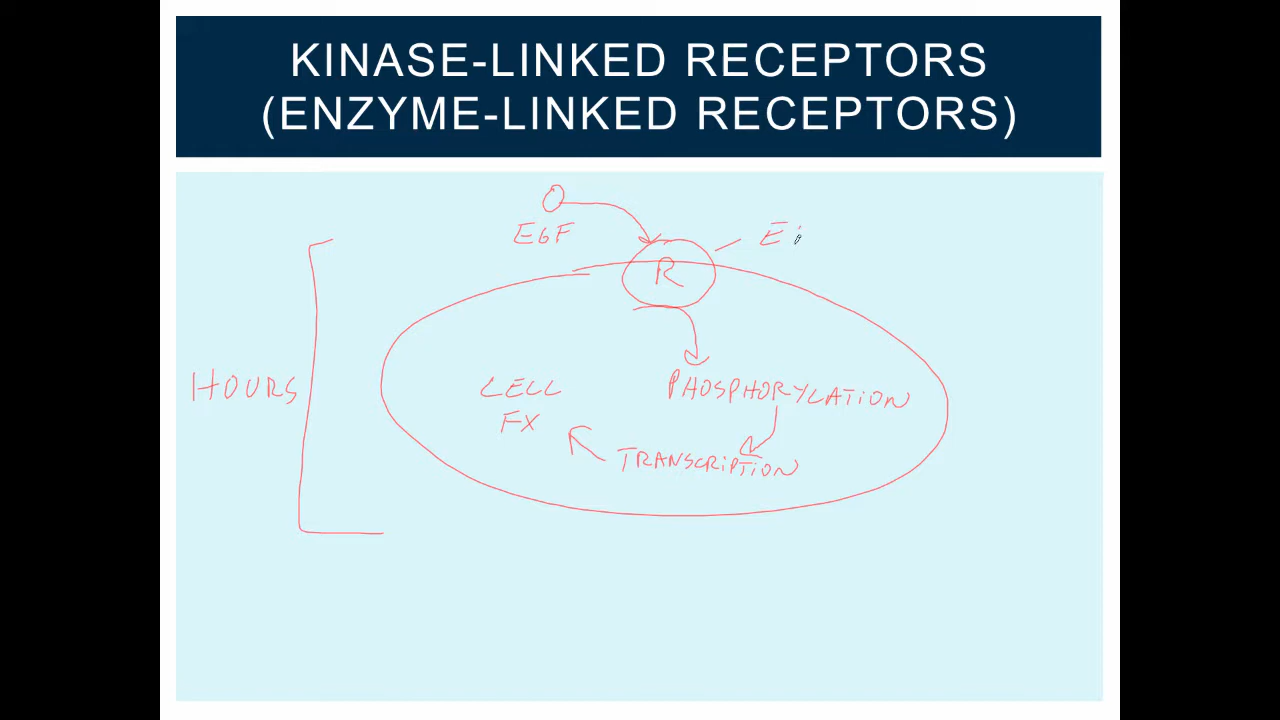 KINASE-LINKED RECEPTORS
(ENZYME-LINKED RECEPTORS)
EGF
E
R
HOURS
CELL
FX
PHOSPHORYLATION
TRANSCRIPTION